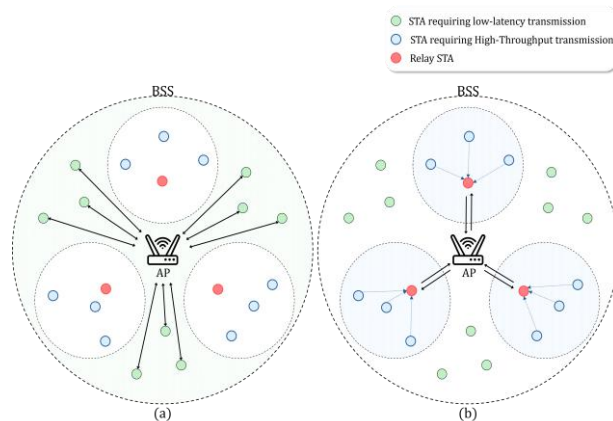 STA requiring low-latency transmission
STA requiring High-Throughput transmission
Relay STA
BSS
AP
(a)
BSS
AP
(b)